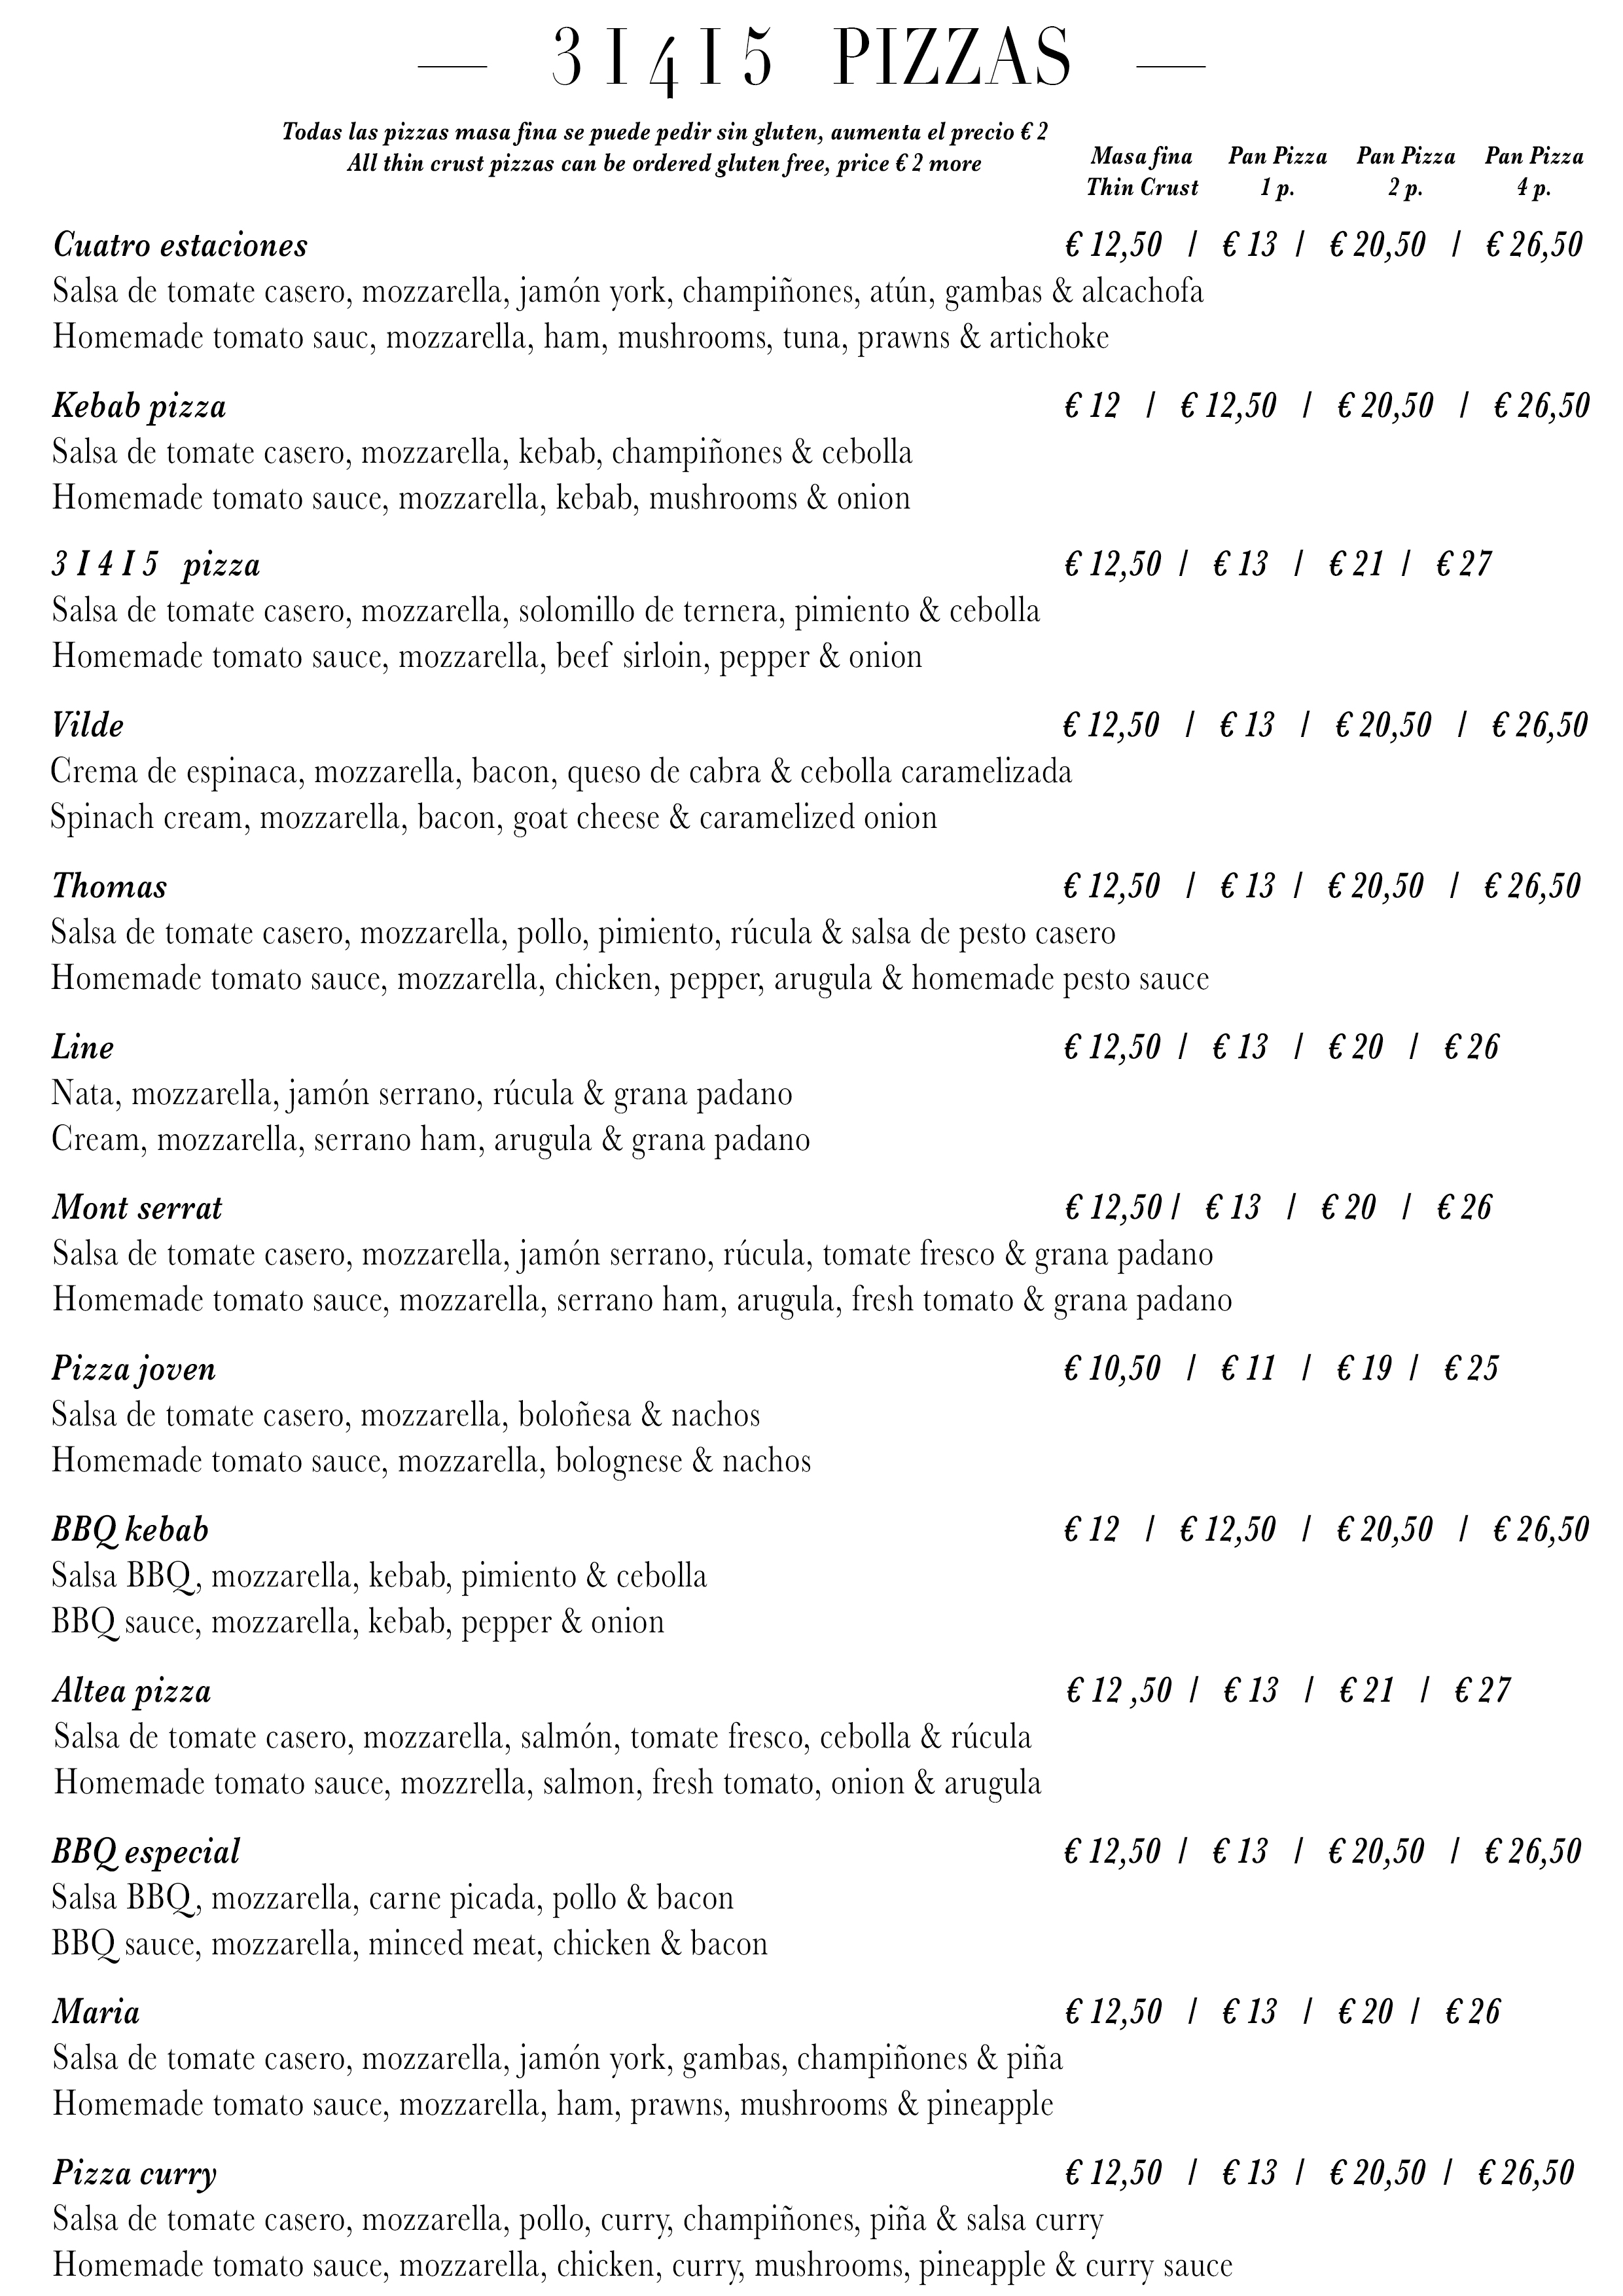 3 I 4 I 5 PIZZAS
Todas las pizzas masa fina se puede pedir sin gluten, aumenta el precio € 2
All thin crust pizzas can be ordered gluten free, price € 2 more
Masa fina Pan Pizza Pan Pizza Pan Pizza
Thin Crust 1 p. 2 p. 4 p.
Cuatro estaciones € 12,50 / € 13 / € 20,50 / € 26,50
Salsa de tomate casero, mozzarella, jamón york, champiñones, atún, gambas & alcachofa
Homemade tomato sauc, mozzarella, ham, mushrooms, tuna, prawns & artichoke
Kebab pizza € 12 / € 12,50 / € 20,50 / € 26,50
Salsa de tomate casero, mozzarella, kebab, champiñones & cebolla
Homemade tomato sauce, mozzarella, kebab, mushrooms & onion
3 I 4 I 5 pizza € 12,50 / € 13 / € 21 / € 27
Salsa de tomate casero, mozzarella, solomillo de ternera, pimiento & cebolla
Homemade tomato sauce, mozzarella, beef sirloin, pepper & onion
Vilde € 12,50 / € 13 / € 20,50 / € 26,50
Crema de espinaca, mozzarella, bacon, queso de cabra & cebolla caramelizada
Spinach cream, mozzarella, bacon, goat cheese & caramelized onion
Thomas € 12,50 / € 13 / € 20,50 / € 26,50
Salsa de tomate casero, mozzarella, pollo, pimiento, rúcula & salsa de pesto casero
Homemade tomato sauce, mozzarella, chicken, pepper, arugula & homemade pesto sauce
Line € 12,50 / € 13 / € 20 / € 26
Nata, mozzarella, jamón serrano, rúcula & grana padano
Cream, mozzarella, serrano ham, arugula & grana padano
Mont serrat € 12,50 / € 13 / € 20 / € 26
Salsa de tomate casero, mozzarella, jamón serrano, rúcula, tomate fresco & grana padano
Homemade tomato sauce, mozzarella, serrano ham, arugula, fresh tomato & grana padano
Pizza joven € 10,50 / € 11 / € 19 / € 25
Salsa de tomate casero, mozzarella, boloñesa & nachos
Homemade tomato sauce, mozzarella, bolognese & nachos
BBQ kebab € 12 / € 12,50 / € 20,50 / € 26,50
Salsa BBQ, mozzarella, kebab, pimiento & cebolla
BBQ sauce, mozzarella, kebab, pepper & onion
Altea pizza € 12 ,50 / € 13 / € 21 / € 27
Salsa de tomate casero, mozzarella, salmón, tomate fresco, cebolla & rúcula
Homemade tomato sauce, mozzrella, salmon, fresh tomato, onion & arugula
BBQ especial € 12,50 / € 13 / € 20,50 / € 26,50
Salsa BBQ, mozzarella, carne picada, pollo & bacon
BBQ sauce, mozzarella, minced meat, chicken & bacon
Maria € 12,50 / € 13 / € 20 / € 26
Salsa de tomate casero, mozzarella, jamón york, gambas, champiñones & piña
Homemade tomato sauce, mozzarella, ham, prawns, mushrooms & pineapple
Pizza curry € 12,50 / € 13 / € 20,50 / € 26,50
Salsa de tomate casero, mozzarella, pollo, curry, champiñones, piña & salsa curry
Homemade tomato sauce, mozzarella, chicken, curry, mushrooms, pineapple & curry sauce